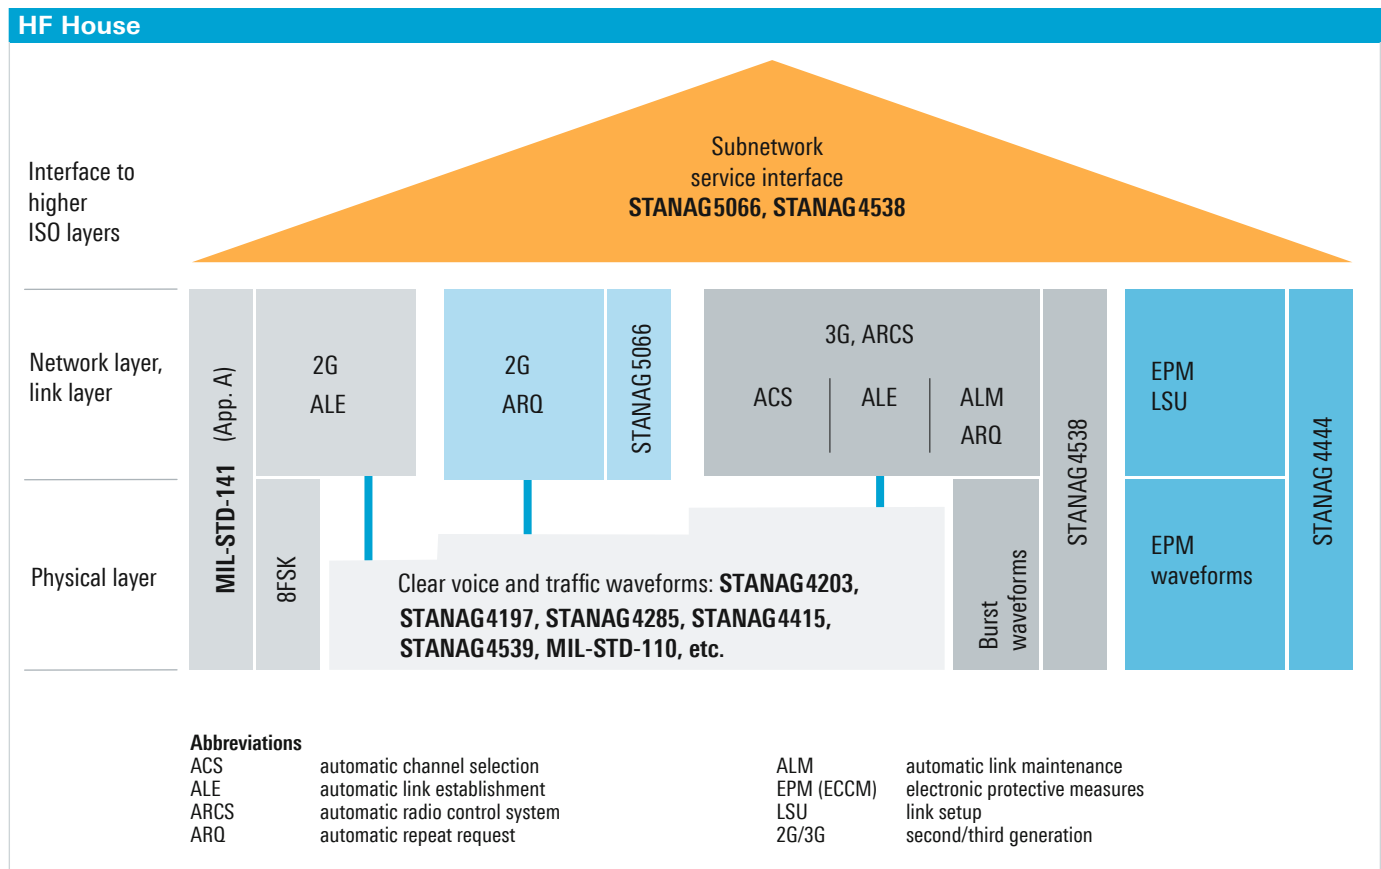 HF House
Subnetwork
service interface
STANAG 5066, STANAG 4538
Interface to
higher
ISO layers
Network layer,
link layer
Physical layer
MIL-STD-141 (App. A)
2G
ALE
8FSK
2G
ARQ
STANAG 5066
3G, ARCS
ACS
ALE
ALM
ARQ
STANAG 4538
Burst
waveforms
EPM
LSU
EPM
waveforms
STANAG 4444
Clear voice and traffic waveforms: STANAG 4203,
STANAG 4197, STANAG 4285, STANAG 4415,
STANAG 4539, MIL-STD-110, etc.
Abbreviations
ACS automatic channel selection
ALE automatic link establishment
ARCS automatic radio control system
ARQ automatic repeat request
ALM automatic link maintenance
EPM (ECCM) electronic protective measures
LSU link setup
2G/3G second/third generation